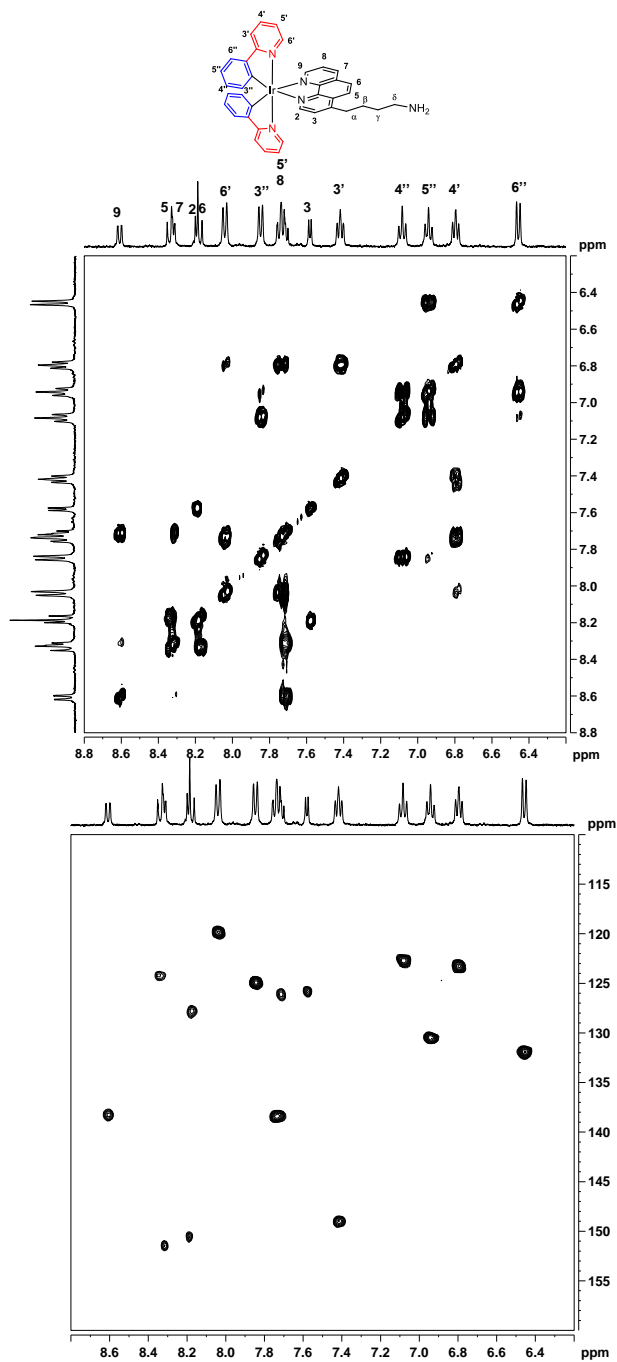 4'
3' 5'
6'' 6'
5''
4'' 3''
N
Ir
N
N
N
9 8 7
6
5
2 3
α β γ δ
NH2
5'
9 5 7 2 6 6' 3'' 8 3 3' 4'' 5'' 4' 6''
ppm
6.4
6.6
6.8
7.0
7.2
7.4
7.6
7.8
8.0
8.2
8.4
8.6
8.8
8.8 8.6 8.4 8.2 8.0 7.8 7.6 7.4 7.2 7.0 6.8 6.6 6.4 ppm
ppm
115
120
125
130
135
140
145
150
155
8.6 8.4 8.2 8.0 7.8 7.6 7.4 7.2 7.0 6.8 6.6 6.4 ppm